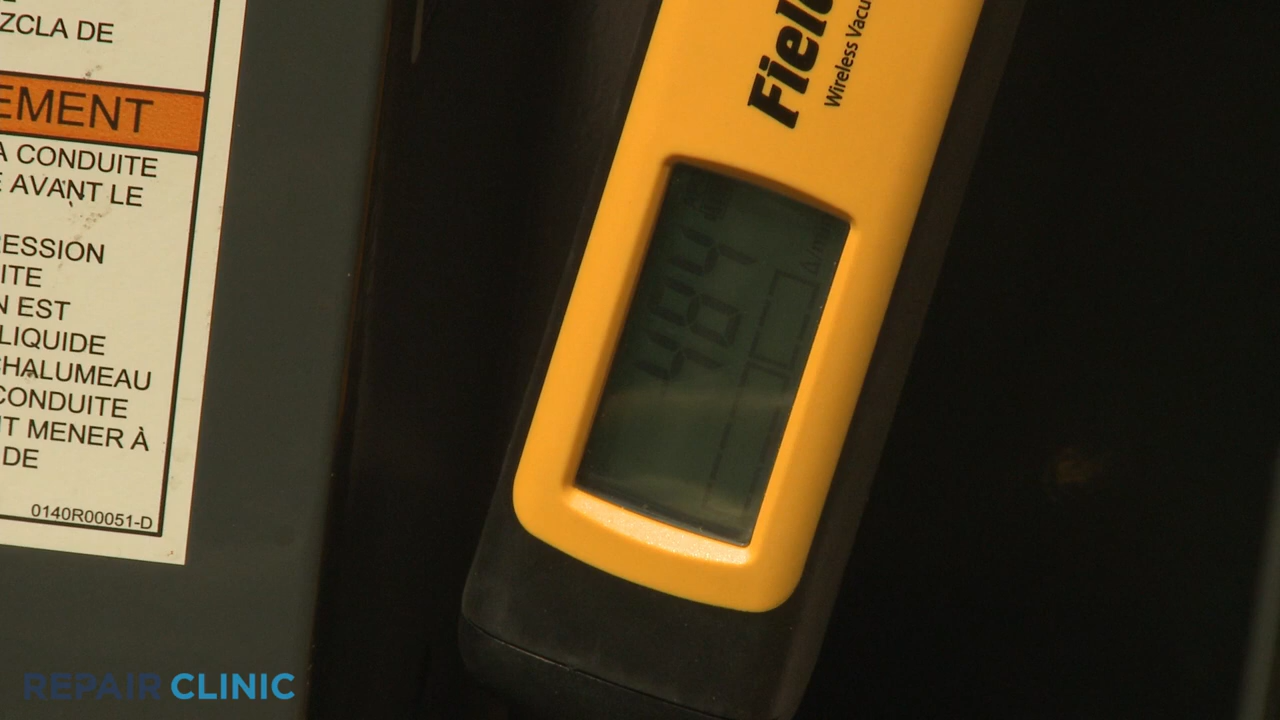 ZCLA DE
EMENT
A CONDUITE
AVANT LE
ESSION
ITE
N EST
LIQUIDE
CHALUMEAU
CONDUITE
T MENER À
DE
0140R00051-D
Fiel
Wireless Vacu
484
REPAIR CLINIC